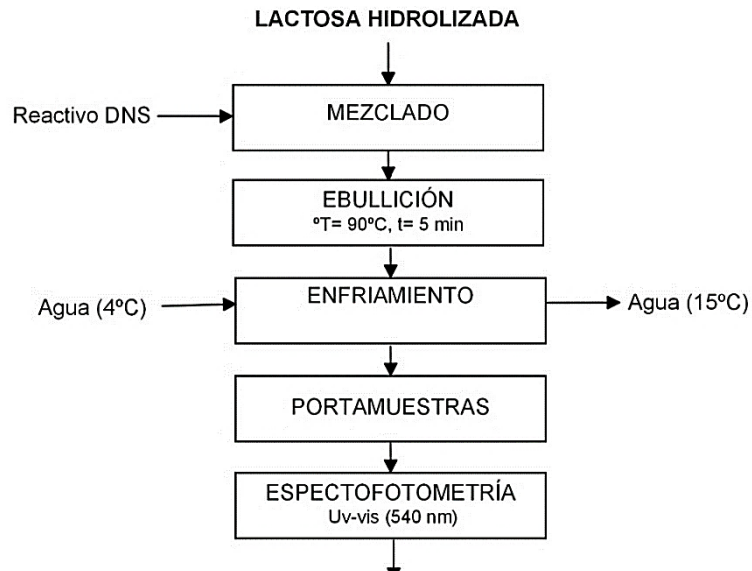 LACTOSA HIDROLIZADA
Reactivo DNS
MEZCLADO
EBULLICIÓN
ºT= 90ºC, t= 5 min
Agua (4ºC)
ENFRIAMIENTO
Agua (15ºC)
PORTAMUESTRAS
ESPECTOFOTOMETRÍA
Uv-vis (540 nm)